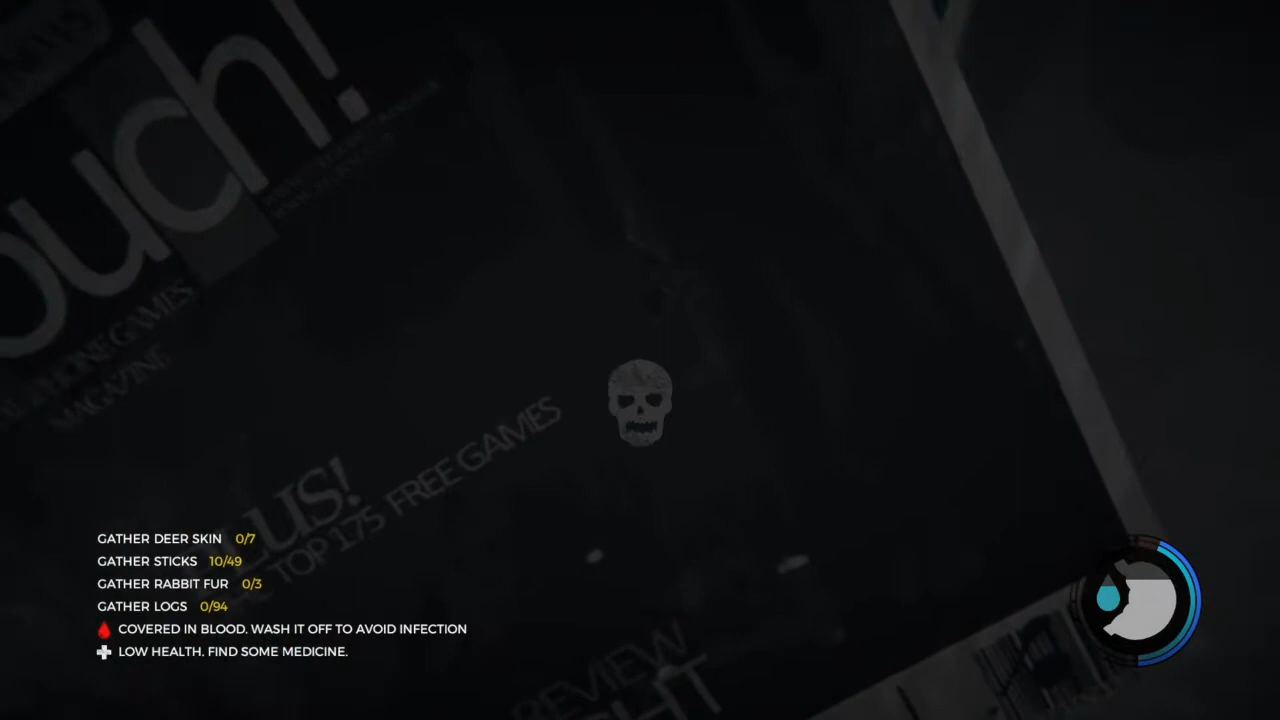 ouch!
MAGAZINE
PLUS!
TOP 175 FREE GAMES
REVIEW
GATHER DEER SKIN 0/7
GATHER STICKS 10/49
GATHER RABBIT FUR 0/3
GATHER LOGS 0/94
COVERED IN BLOOD. WASH IT OFF TO AVOID INFECTION
LOW HEALTH. FIND SOME MEDICINE.